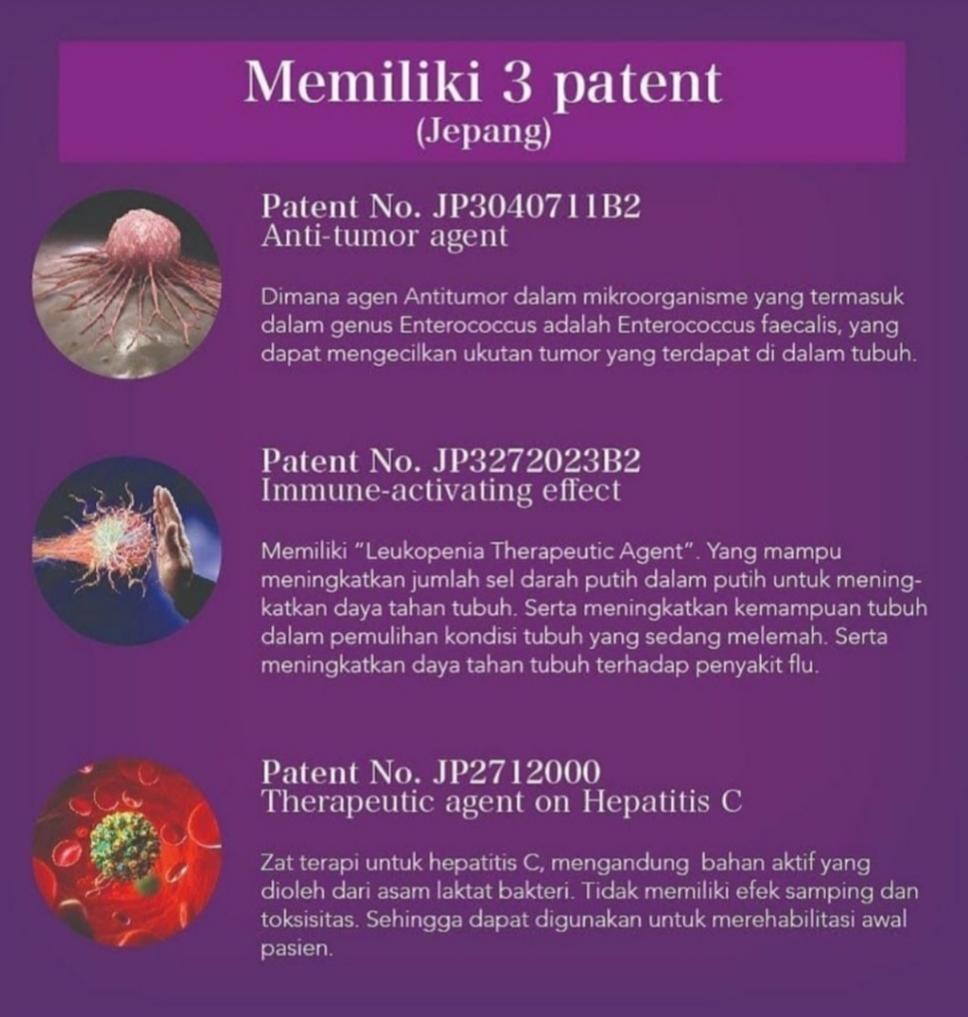 Memiliki 3 patent
(Jepang)
Patent No. JP3040711B2
Anti-tumor agent
Dimana agen Antitumor dalam mikroorganisme yang termasuk
dalam genus Enterococcus adalah Enterococcus faecalis, yang
dapat mengecilkan ukutan tumor yang terdapat di dalam tubuh.
Patent No. JP3272023B2
Immune-activating effect
Memiliki “Leukopenia Therapeutic Agent”. Yang mampu
meningkatkan jumlah sel darah putih dalam putih untuk mening-
katkan daya tahan tubuh. Serta meningkatkan kemampuan tubuh
dalam pemulihan kondisi tubuh yang sedang melemah. Serta
meningkatkan daya tahan tubuh terhadap penyakit flu.
Patent No. JP2712000
Therapeutic agent on Hepatitis C
Zat terapi untuk hepatitis C, mengandung bahan aktif yang
dioleh dari asam laktat bakteri. Tidak memiliki efek samping dan
toksisitas. Sehingga dapat digunakan untuk merehabilitasi awal
pasien.